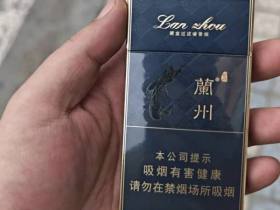 Lan zhou
蘭州
本公司提示
吸烟有害健康
请勿在禁烟场所吸烟